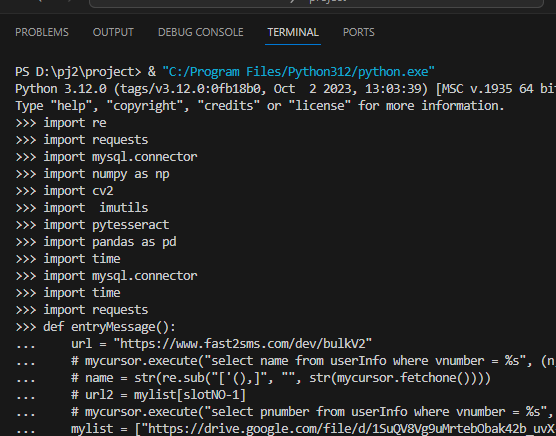 PROBLEMS OUTPUT DEBUG CONSOLE TERMINAL PORTS
PS D:\pj2\project> & "C:/Program Files/Python312/python.exe"
Python 3.12.0 (tags/v3.12.0:0fb18b0, Oct  2 2023, 13:03:39) [MSC v.1935 64 bi
Type "help", "copyright", "credits" or "license" for more information.
>>> import re
>>> import requests
>>> import mysql.connector
>>> import numpy as np
>>> import cv2
>>> import  imutils
>>> import pytesseract
>>> import pandas as pd
>>> import time
>>> import mysql.connector
>>> import time
>>> import requests
>>> def entryMessage():
...     url = "https://www.fast2sms.com/dev/bulkV2"
...     # mycursor.execute("select name from userInfo where vnumber = %s", (n
...     # name = str(re.sub("['(),]", "", str(mycursor.fetchone())))
...     # url2 = mylist[slotNO-1]
...     # mycursor.execute("select pnumber from userInfo where vnumber = %s",
...     mylist = ["https://drive.google.com/file/d/1SuQV8Vg9uMrtebObak42b_uvX